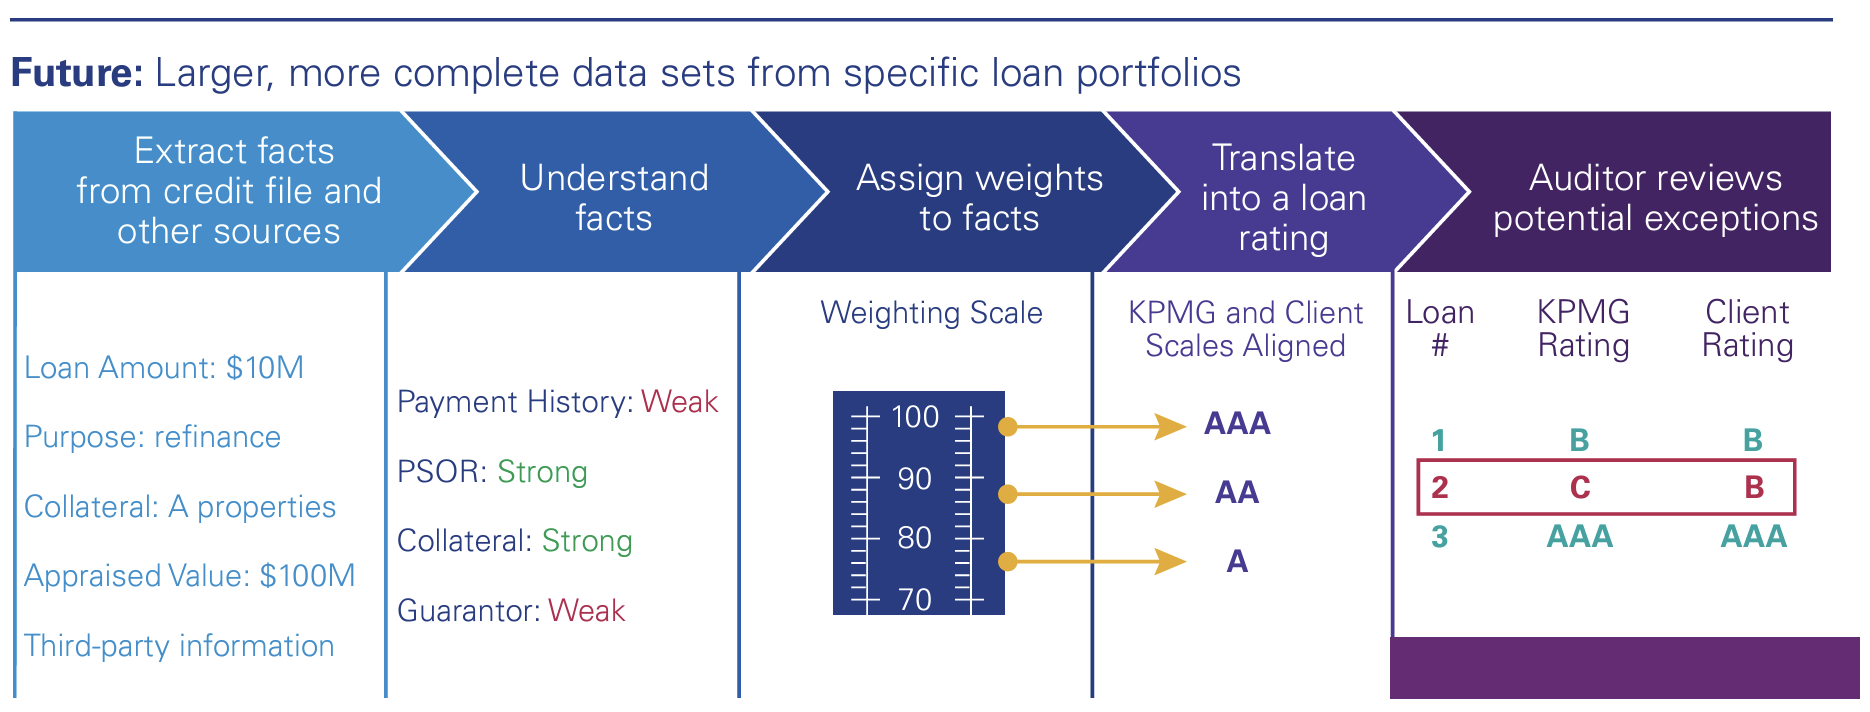 Future: Larger, more complete data sets from specific loan portfolios
Extract facts
from credit file and
other sources
Understand
facts
Assign weights
to facts
Translate
into a loan
rating
Auditor reviews
potential exceptions
Loan Amount: $10M
Purpose: refinance
Collateral: A properties
Appraised Value: $100M
Third-party information
Payment History: Weak
PSOR: Strong
Collateral: Strong
Guarantor: Weak
Weighting Scale
100
90
80
70
KPMG and Client
Scales Aligned
AAA
AA
A
Loan
#
KPMG
Rating
Client
Rating
1 B B
2 C B
3 AAA AAA